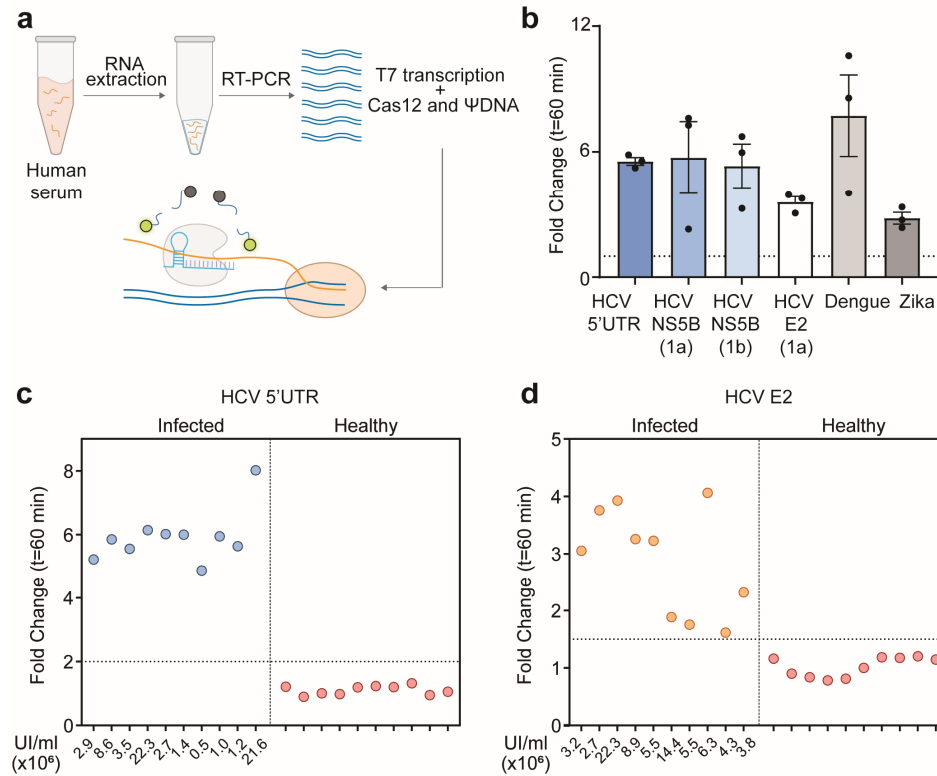 a
RNA
extraction
RT-PCR
T7 transcription
+
Cas12 and ΨDNA
Human
serum
b
Fold Change (t=60 min)
12
6
0
HCV
5'UTR
HCV
NS5B
(1a)
HCV
NS5B
(1b)
HCV
E2
(1a)
Dengue
Zika
c
HCV 5'UTR
Infected
Healthy
Fold Change (t=60 min)
8
6
4
2
0
UI/ml
(x10⁶)
2.9
8.6
3.5
22.3
2.7
1.4
0.5
1.0
1.2
21.6
d
HCV E2
Infected
Healthy
Fold Change (t=60 min)
5
4
3
2
1
0
UI/ml
(x10⁶)
3.2
2.7
22.3
8.9
5.5
14.4
5.5
6.3
4.3
3.8